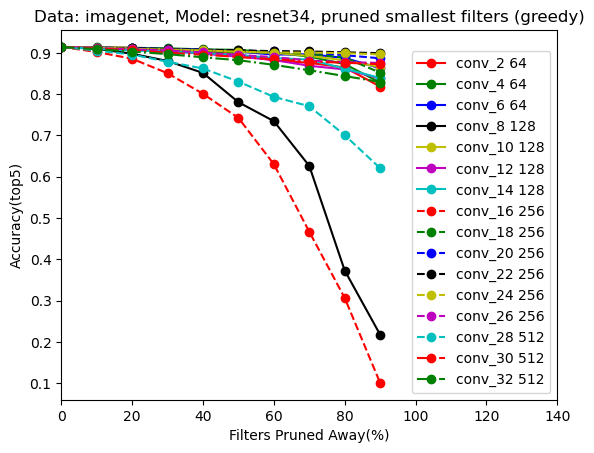 Data: imagenet, Model: resnet34, pruned smallest filters (greedy)
Accuracy(top5)
0.9
0.8
0.7
0.6
0.5
0.4
0.3
0.2
0.1
0
20
40
60
80
100
120
140
Filters Pruned Away(%)
conv_2 64
conv_4 64
conv_6 64
conv_8 128
conv_10 128
conv_12 128
conv_14 128
conv_16 256
conv_18 256
conv_20 256
conv_22 256
conv_24 256
conv_26 256
conv_28 512
conv_30 512
conv_32 512